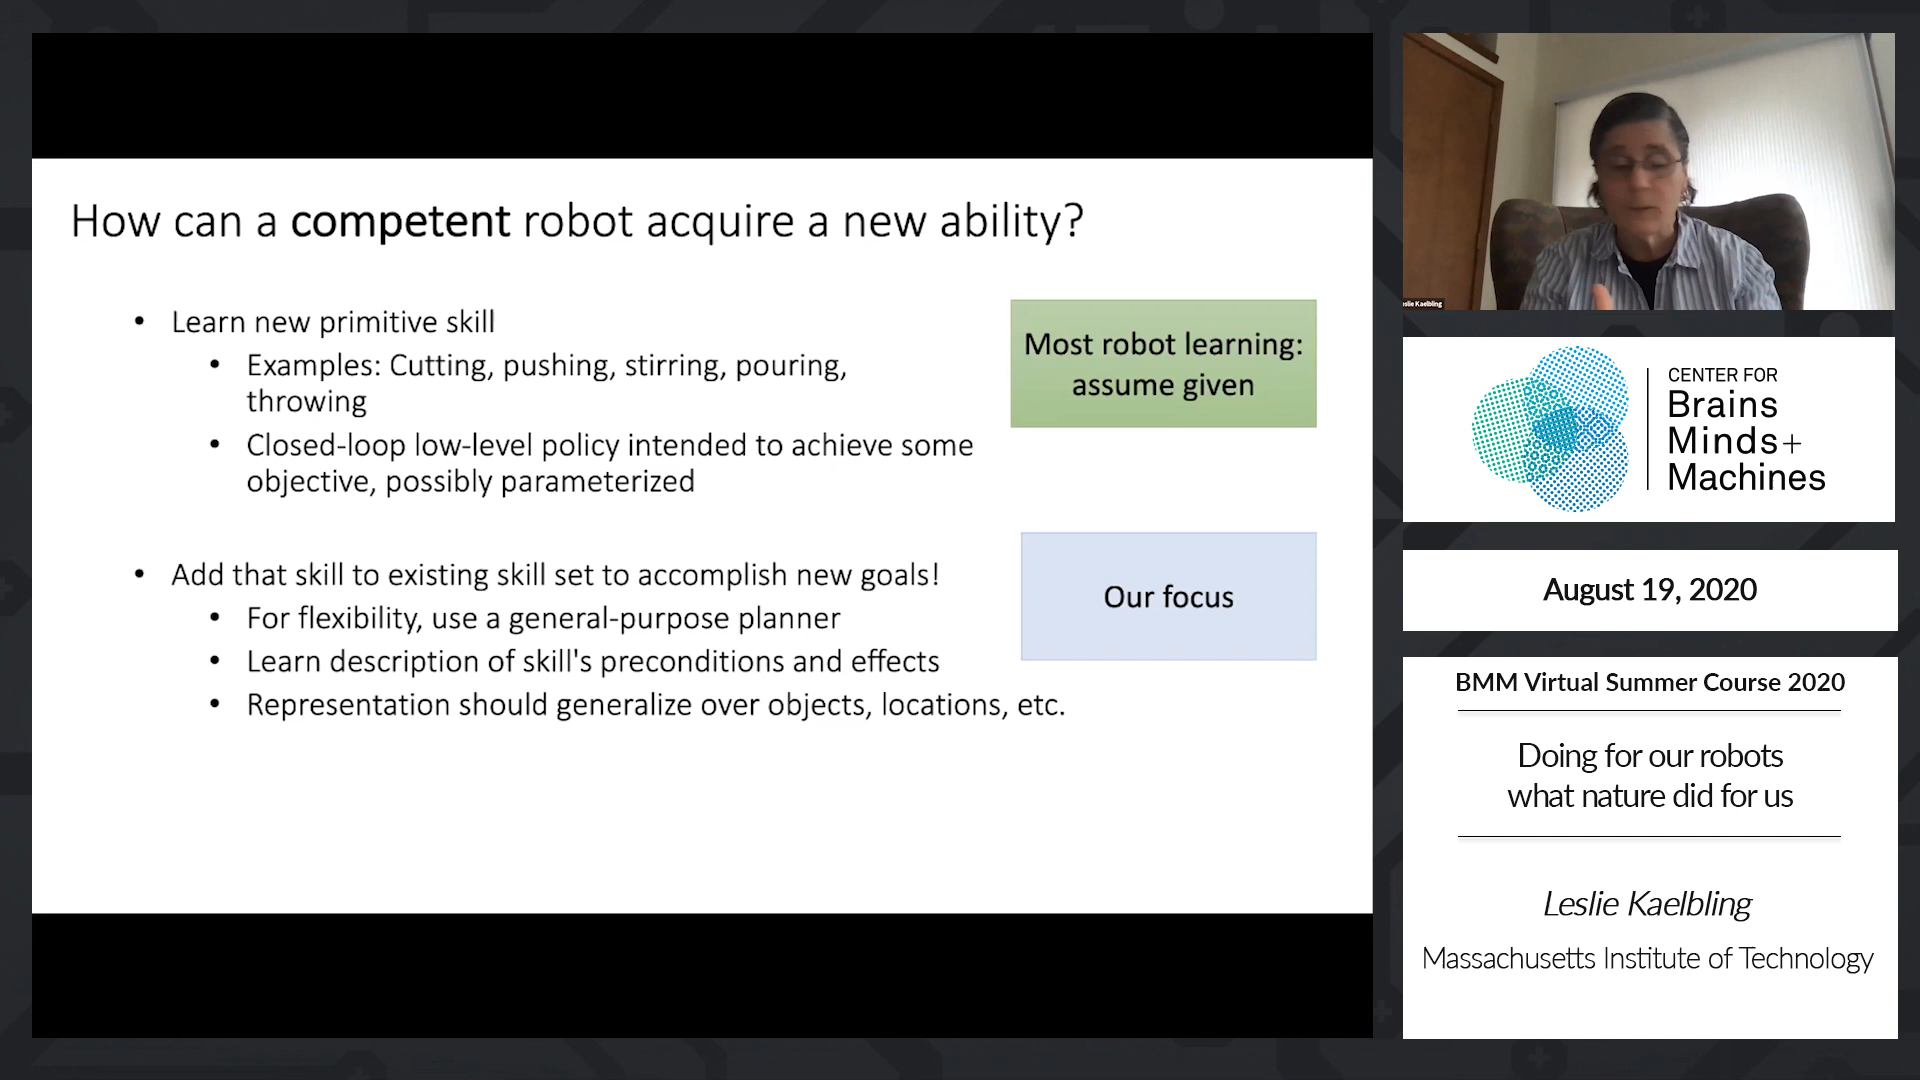 How can a competent robot acquire a new ability?
• Learn new primitive skill
• Examples: Cutting, pushing, stirring, pouring,
throwing
• Closed-loop low-level policy intended to achieve some
objective, possibly parameterized
Most robot learning:
assume given
• Add that skill to existing skill set to accomplish new goals!
• For flexibility, use a general-purpose planner
• Learn description of skill's preconditions and effects
• Representation should generalize over objects, locations, etc.
Our focus
Leslie Kaelbling
CENTER FOR
Brains
Minds+
Machines
August 19, 2020
BMM Virtual Summer Course 2020
Doing for our robots
what nature did for us
Leslie Kaelbling
Massachusetts Institute of Technology